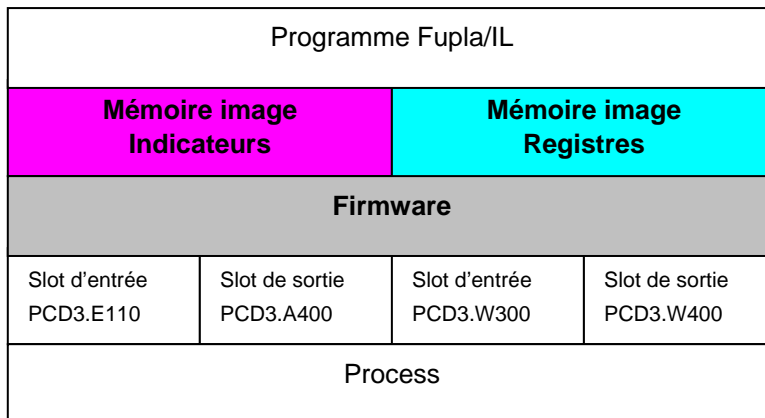 Programme Fupla/IL
Mémoire image
Indicateurs
Mémoire image
Registres
Firmware
Slot d'entrée
PCD3.E110
Slot de sortie
PCD3.A400
Slot d'entrée
PCD3.W300
Slot de sortie
PCD3.W400
Process